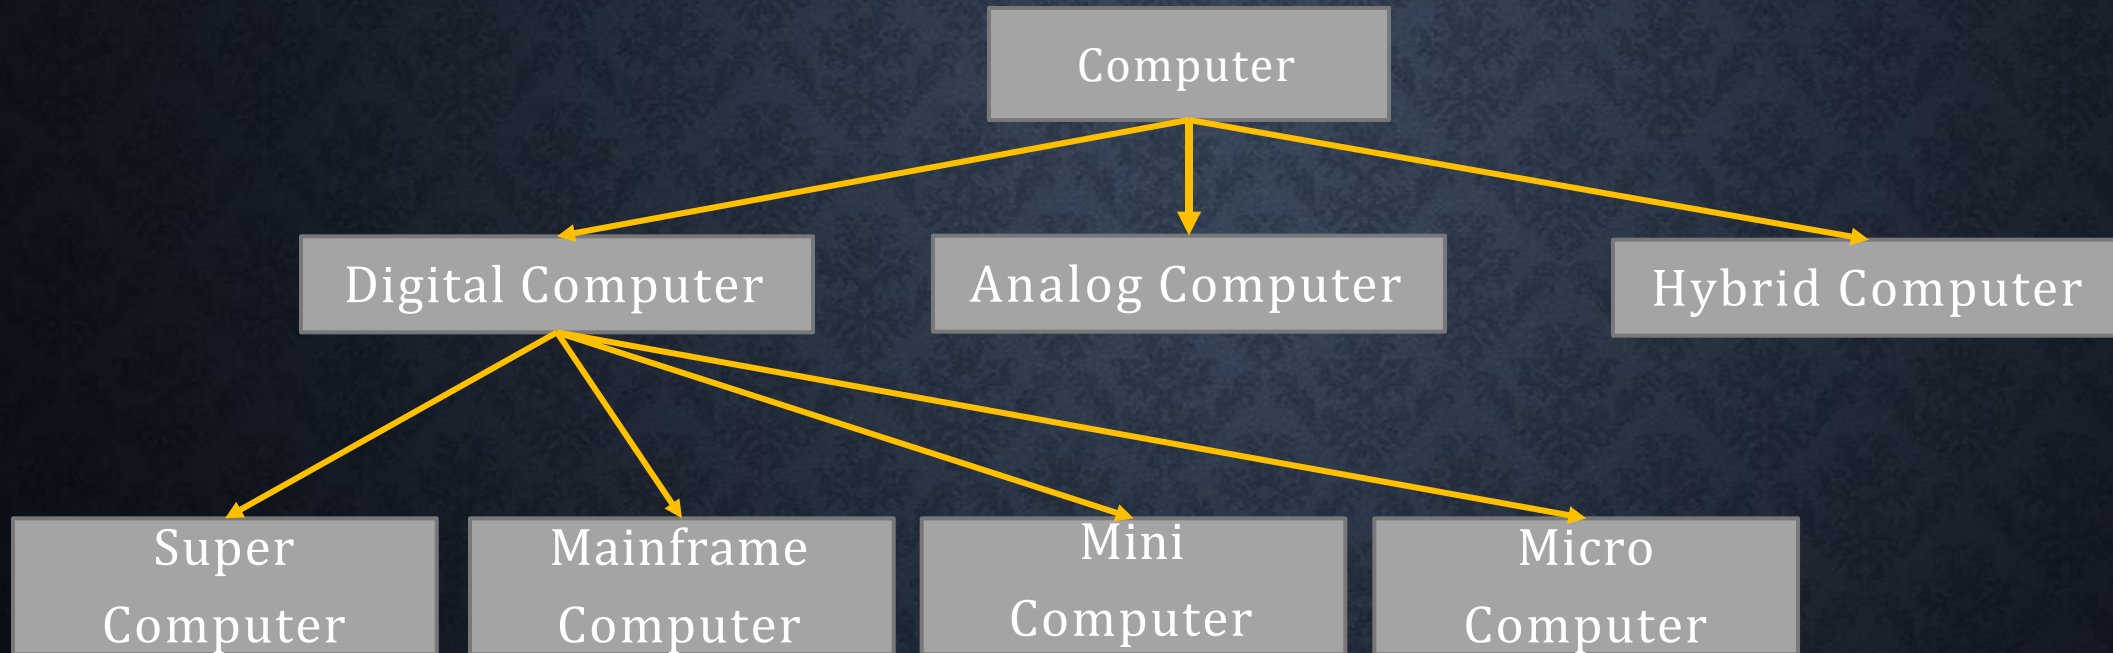 Computer
Digital Computer
Analog Computer
Hybrid Computer
Super
Computer
Mainframe
Computer
Mini
Computer
Micro
Computer